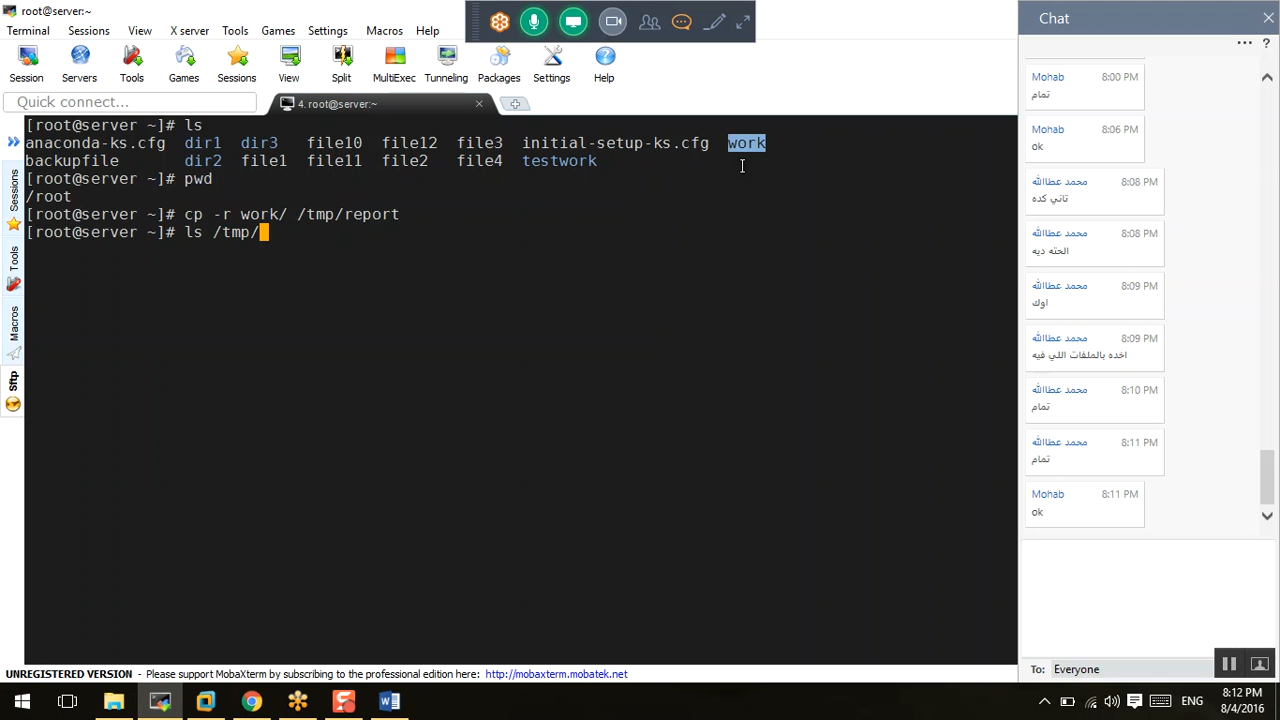 root@server:~
Terminal Sessions View X server Tools Games Settings Macros Help
Session Servers Tools Games Sessions View Split MultiExec Tunneling Packages Settings Help
Quick connect...
4. root@server:~
[root@server ~]# ls
anaconda-ks.cfg dir1 dir3 file10 file12 file3 initial-setup-ks.cfg work
backupfile dir2 file1 file11 file2 file4 testwork
[root@server ~]# pwd
/root
[root@server ~]# cp -r work/ /tmp/report
[root@server ~]# ls /tmp/
Sessions
Tools
Macros
Sftp
Chat
... ?
Mohab 8:00 PM
تمام
Mohab 8:06 PM
ok
محمد عطاالله 8:08 PM
تاني كده
محمد عطاالله 8:08 PM
الحته ديه
محمد عطاالله 8:09 PM
اوك
محمد عطاالله 8:09 PM
اخده بالملفات اللي فيه
محمد عطاالله 8:10 PM
تمام
محمد عطاالله 8:11 PM
تمام
Mohab 8:11 PM
ok
To: Everyone
UNREGISTERED VERSION - Please support MobaXterm by subscribing to the professional edition here: http://mobaxterm.mobatek.net
ENG
8:12 PM
8/4/2016